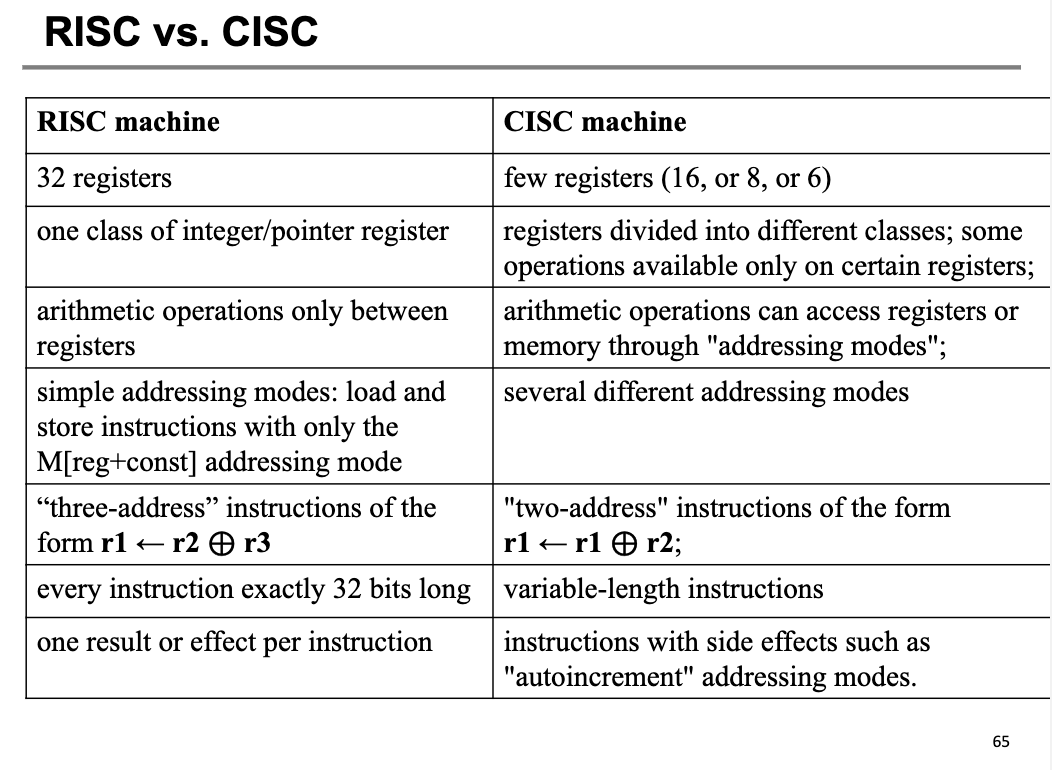 RISC vs. CISC
RISC machine
CISC machine
32 registers
few registers (16, or 8, or 6)
one class of integer/pointer register
registers divided into different classes; some
operations available only on certain registers;
arithmetic operations only between
registers
arithmetic operations can access registers or
memory through "addressing modes";
simple addressing modes: load and
store instructions with only the
M[reg+const] addressing mode
several different addressing modes
“three-address” instructions of the
form r1 ← r2 ⊕ r3
"two-address" instructions of the form
r1 ← r1 ⊕ r2;
every instruction exactly 32 bits long
variable-length instructions
one result or effect per instruction
instructions with side effects such as
"autoincrement" addressing modes.
65